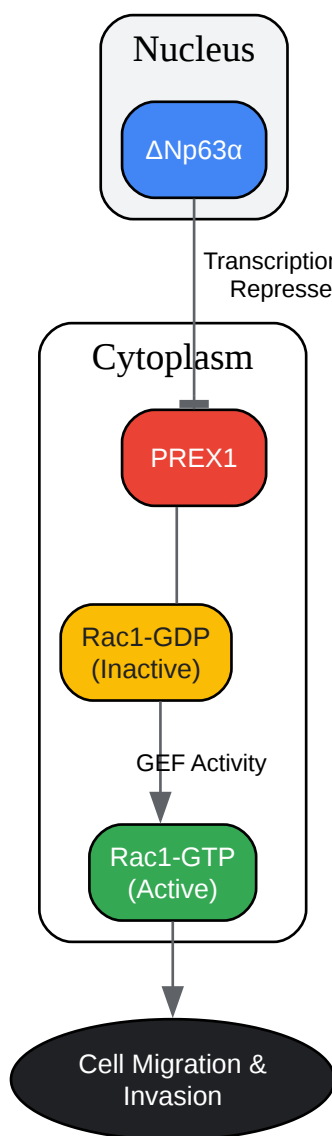 Nucleus
ΔNp63α
Transcription
Represse
Cytoplasm
PREX1
Rac1-GDP
(Inactive)
GEF Activity
Rac1-GTP
(Active)
Cell Migration &
Invasion